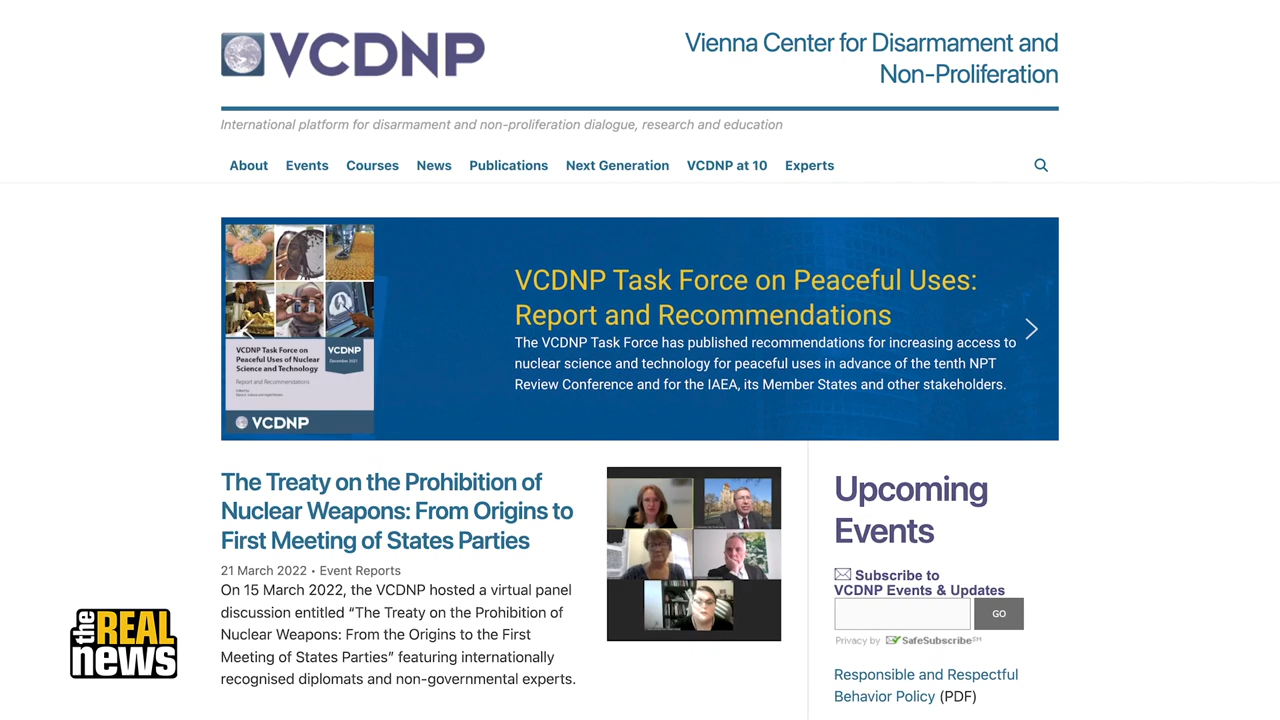 VCDNP
Vienna Center for Disarmament and
Non-Proliferation
International platform for disarmament and non-proliferation dialogue, research and education
About Events Courses News Publications Next Generation VCDNP at 10 Experts
VCDNP Task Force on Peaceful Uses:
Report and Recommendations
The VCDNP Task Force has published recommendations for increasing access to
nuclear science and technology for peaceful uses in advance of the tenth NPT
Review Conference and for the IAEA, its Member States and other stakeholders.
VCDNP Task Force on
Peaceful Uses of Nuclear
Science and Technology
Report and Recommendations
VCDNP
December 2021
VCDNP
The Treaty on the Prohibition of
Nuclear Weapons: From Origins to
First Meeting of States Parties
21 March 2022 • Event Reports
On 15 March 2022, the VCDNP hosted a virtual panel
discussion entitled “The Treaty on the Prohibition of
Nuclear Weapons: From the Origins to the First
Meeting of States Parties” featuring internationally
recognised diplomats and non-governmental experts.
Upcoming
Events
Subscribe to
VCDNP Events & Updates
GO
Privacy by SafeSubscribe℠
Responsible and Respectful
Behavior Policy (PDF)
the REAL
news